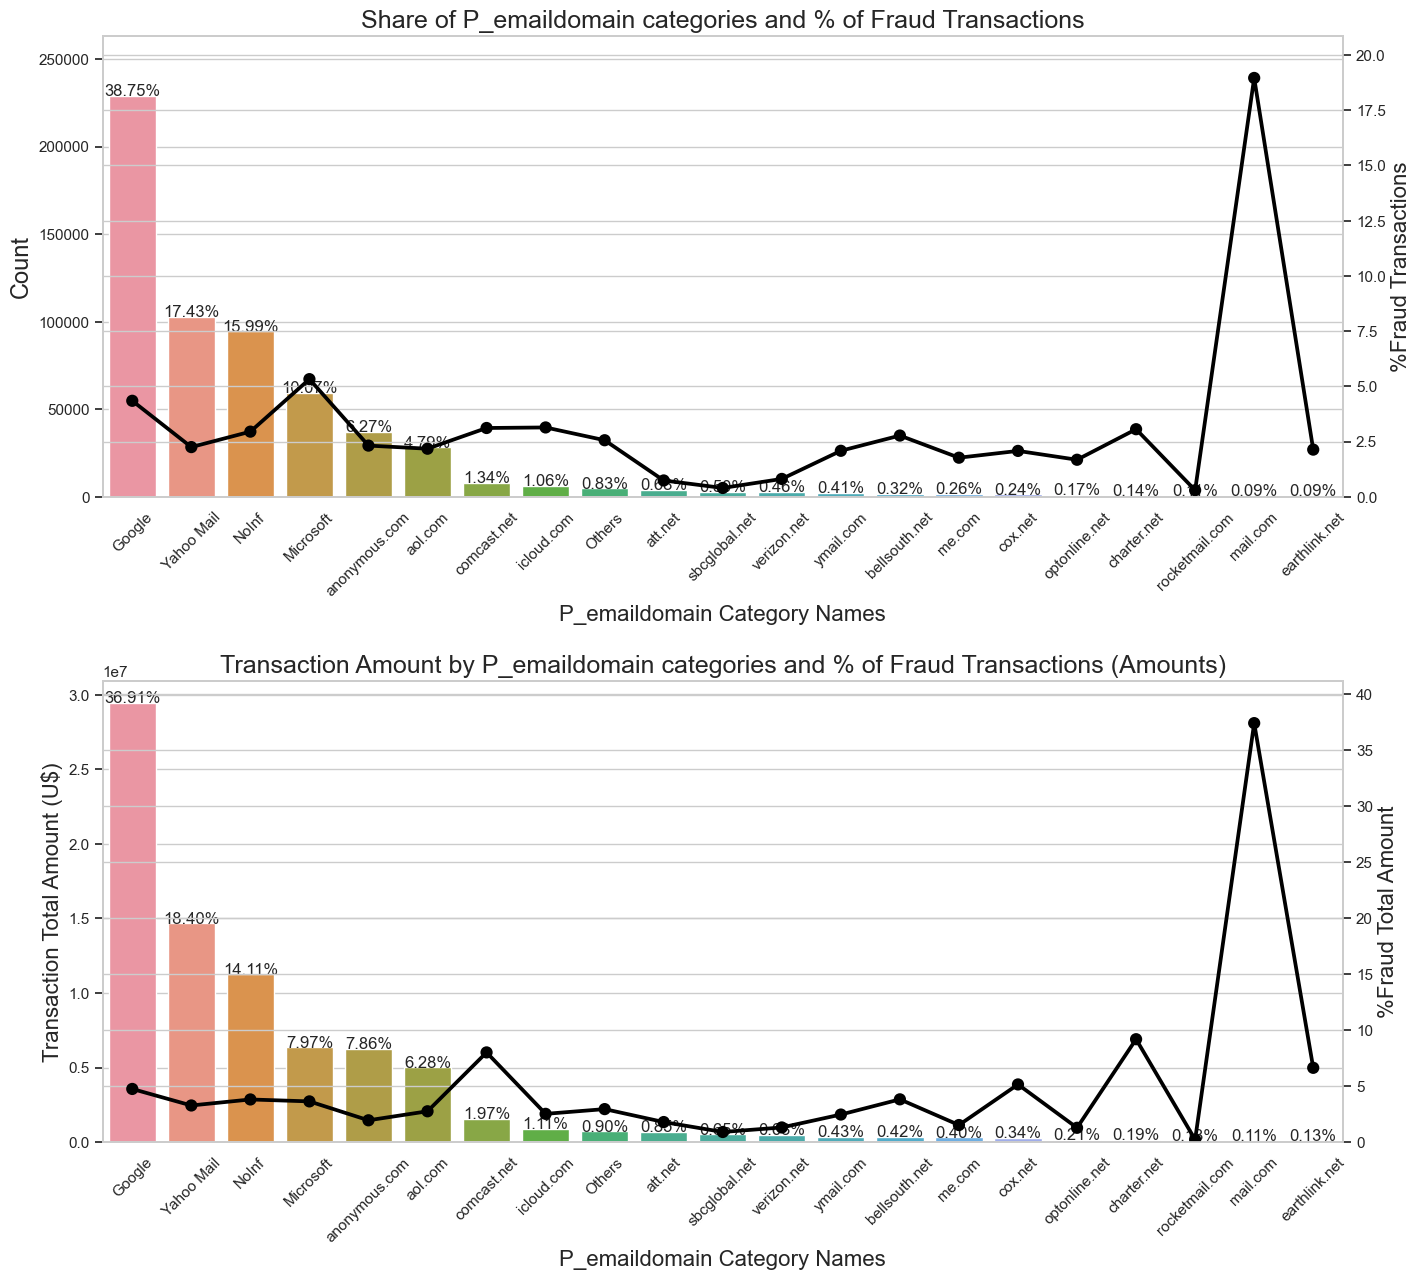 Share of P_emaildomain categories and % of Fraud Transactions
250000
200000
150000
100000
50000
0
Count
20.0
17.5
15.0
12.5
10.0
7.5
5.0
2.5
0.0
%Fraud Transactions
38.75%
17.43%
15.99%
10.07%
6.27%
4.79%
1.34%
1.06%
0.83%
0.46%
0.41%
0.32%
0.26%
0.24%
0.17%
0.14%
0.09%
0.09%
Google
Yahoo Mail
NoInf
Microsoft
anonymous.com
aol.com
comcast.net
icloud.com
Others
att.net
sbcglobal.net
verizon.net
ymail.com
bellsouth.net
me.com
cox.net
optonline.net
charter.net
rocketmail.com
mail.com
earthlink.net
P_emaildomain Category Names
Transaction Amount by P_emaildomain categories and % of Fraud Transactions (Amounts)
1e7
3.0
2.5
2.0
1.5
1.0
0.5
0.0
Transaction Total Amount (U$)
40
35
30
25
20
15
10
5
0
%Fraud Total Amount
36.91%
18.40%
14.11%
7.97%
7.86%
6.28%
1.97%
1.11%
0.90%
0.43%
0.42%
0.40%
0.34%
0.21%
0.19%
0.11%
0.13%
Google
Yahoo Mail
NoInf
Microsoft
anonymous.com
aol.com
comcast.net
icloud.com
Others
att.net
sbcglobal.net
verizon.net
ymail.com
bellsouth.net
me.com
cox.net
optonline.net
charter.net
rocketmail.com
mail.com
earthlink.net
P_emaildomain Category Names